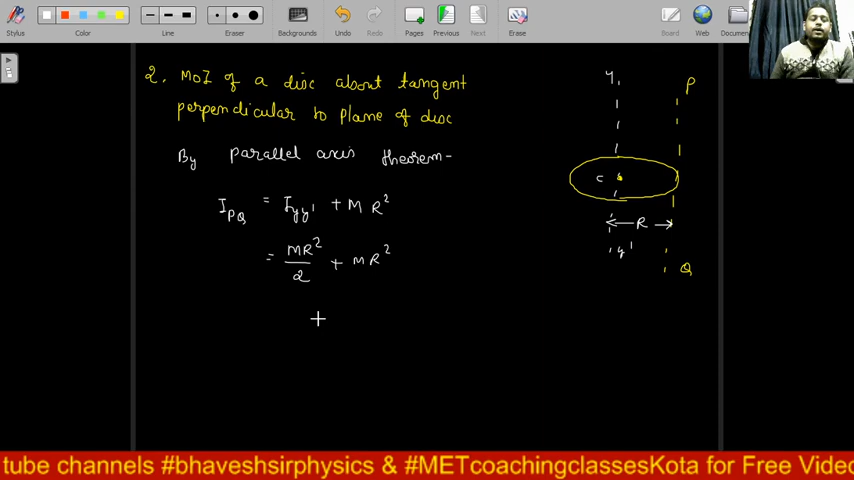 Stylus
Color
Line
Eraser
Backgrounds
Undo
Pages
Previous
Next
Erase
Board
Web
Documen
2. MOI of a disc about tangent
perpendicular to plane of disc
By parallel axis theorem-
I_PQ = I_yy' + MR²
= MR²/2 + MR²
y
P
c
← R →
y'
Q
tube channels #bhaveshsirphysics & #METcoachingclassesKota for Free Video